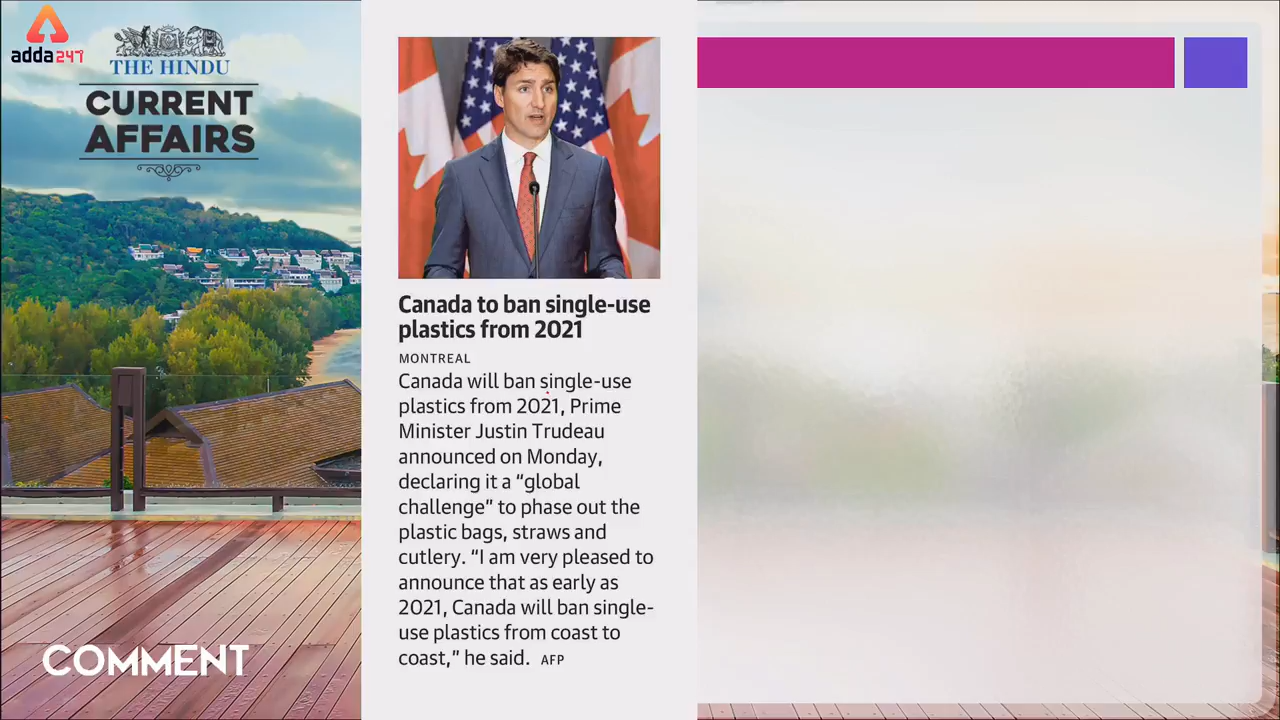 adda247
THE HINDU
CURRENT
AFFAIRS
COMMENT
Canada to ban single-use
plastics from 2021
MONTREAL
Canada will ban single-use
plastics from 2021, Prime
Minister Justin Trudeau
announced on Monday,
declaring it a “global
challenge” to phase out the
plastic bags, straws and
cutlery. “I am very pleased to
announce that as early as
2021, Canada will ban single-
use plastics from coast to
coast,” he said. AFP